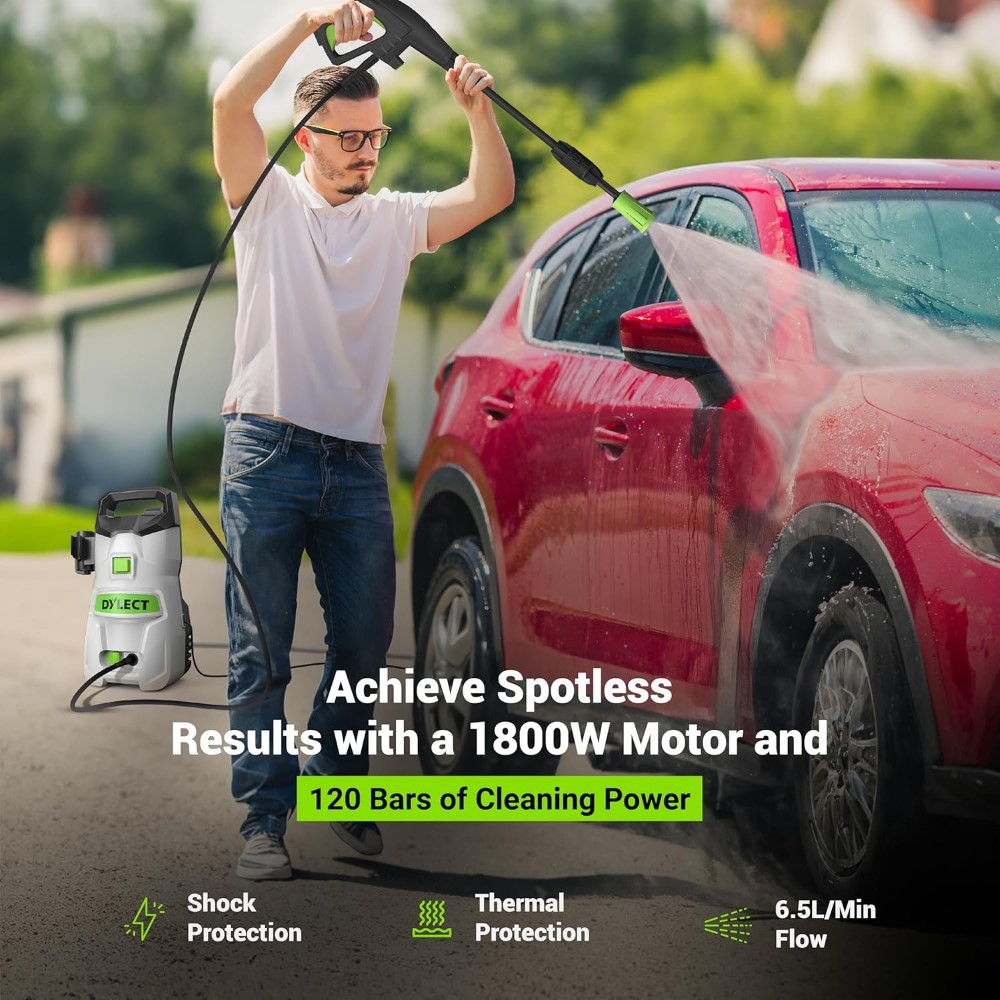 DYLECT
Achieve Spotless
Results with a 1800W Motor and
120 Bars of Cleaning Power
Shock
Protection
Thermal
Protection
6.5L/Min
Flow